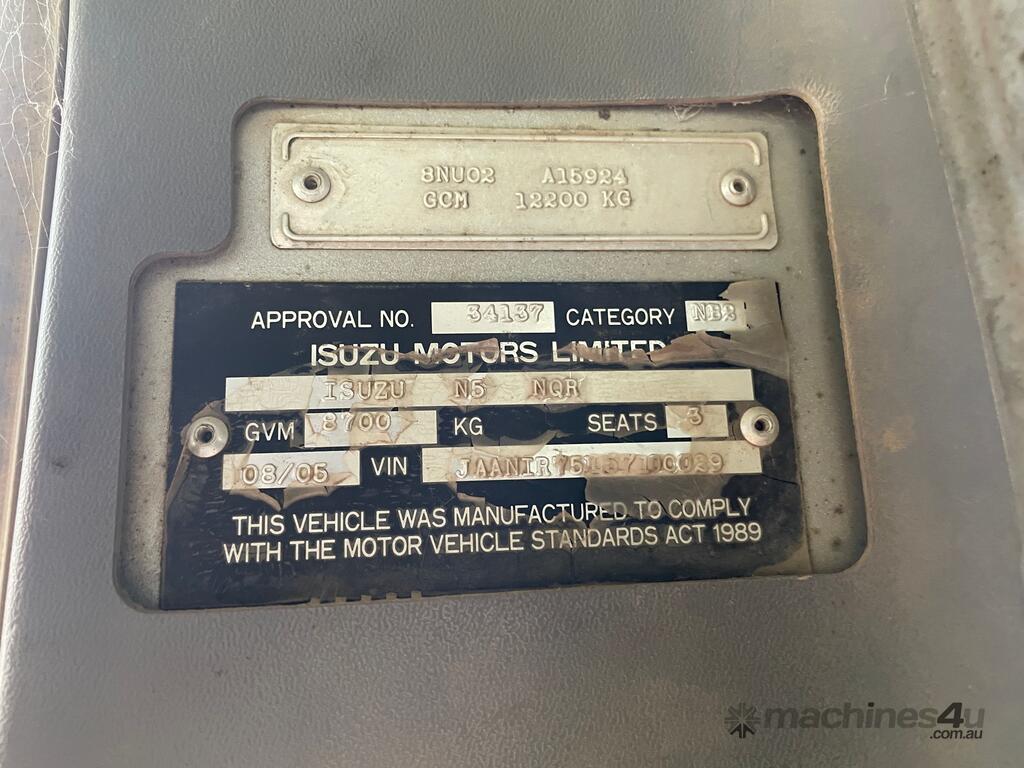 8NU02 A15924
GCM 12200 KG
APPROVAL NO. 34137 CATEGORY NB2
ISUZU MOTORS LIMITED
ISUZU N5 NQR
GVM 8700 KG SEATS 3
08/05 VIN
THIS VEHICLE WAS MANUFACTURED TO COMPLY
WITH THE MOTOR VEHICLE STANDARDS ACT 1989
machines4u
.com.au